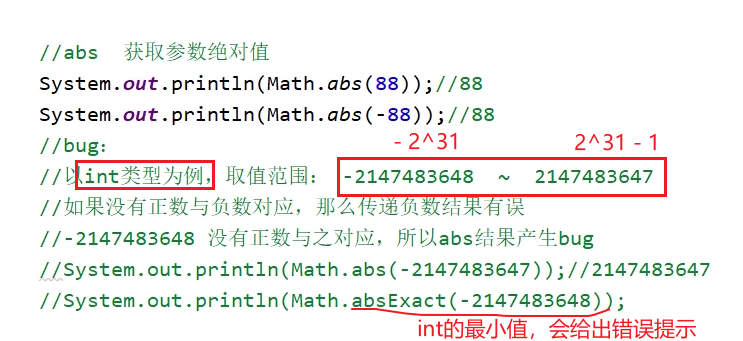 //abs  获取参数绝对值
System.out.println(Math.abs(88));//88
System.out.println(Math.abs(-88));//88
//bug：
- 2^31 2^31 - 1
//以int类型为例，取值范围： -2147483648 ~ 2147483647
//如果没有正数与负数对应，那么传递负数结果有误
//-2147483648 没有正数与之对应，所以abs结果产生bug
//System.out.println(Math.abs(-2147483647));//2147483647
//System.out.println(Math.absExact(-2147483648));
int的最小值，会给出错误提示